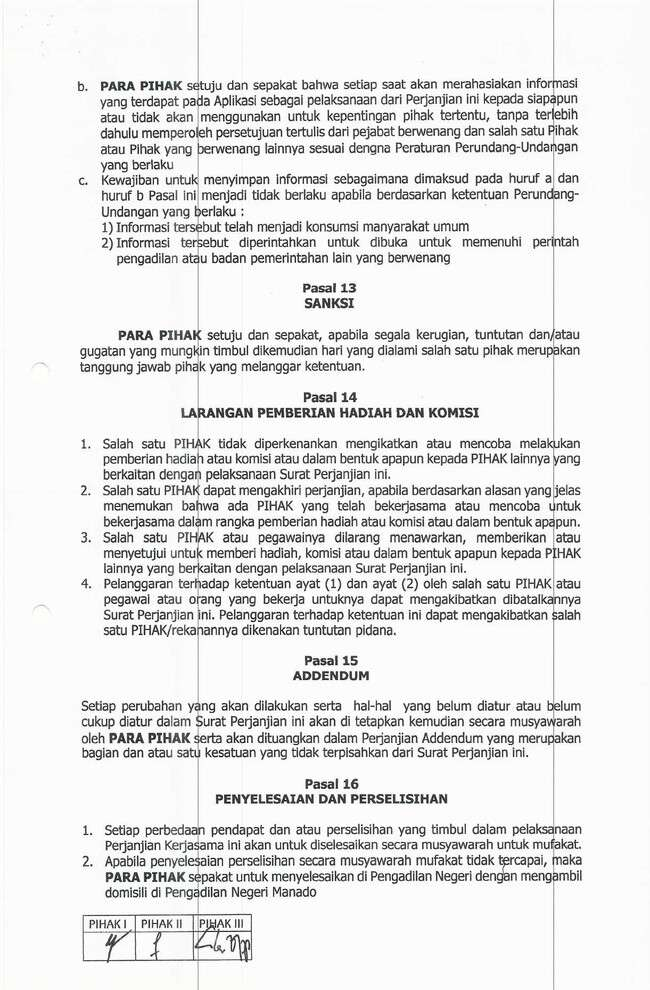 b. PARA PIHAK setuju dan sepakat bahwa setiap saat akan merahasiakan informasi
yang terdapat pada Aplikasi sebagai pelaksanaan dari Perjanjian ini kepada siapapun
atau tidak akan menggunakan untuk kepentingan pihak tertentu, tanpa terlebih
dahulu memperoleh persetujuan tertulis dari pejabat berwenang dan salah satu Pihak
atau Pihak yang berwenang lainnya sesuai dengna Peraturan Perundang-Undangan
yang berlaku
c. Kewajiban untuk menyimpan informasi sebagaimana dimaksud pada huruf a dan
huruf b Pasal ini menjadi tidak berlaku apabila berdasarkan ketentuan Perundang-
Undangan yang berlaku :
1) Informasi tersebut telah menjadi konsumsi manyarakat umum
2) Informasi tersebut diperintahkan untuk dibuka untuk memenuhi perintah
pengadilan atau badan pemerintahan lain yang berwenang
Pasal 13
SANKSI
PARA PIHAK setuju dan sepakat, apabila segala kerugian, tuntutan dan/atau
gugatan yang mungkin timbul dikemudian hari yang dialami salah satu pihak merupakan
tanggung jawab pihak yang melanggar ketentuan.
Pasal 14
LARANGAN PEMBERIAN HADIAH DAN KOMISI
1. Salah satu PIHAK tidak diperkenankan mengikatkan atau mencoba melakukan
pemberian hadiah atau komisi atau dalam bentuk apapun kepada PIHAK lainnya yang
berkaitan dengan pelaksanaan Surat Perjanjian ini.
2. Salah satu PIHAK dapat mengakhiri perjanjian, apabila berdasarkan alasan yang jelas
menemukan bahwa ada PIHAK yang telah bekerjasama atau mencoba untuk
bekerjasama dalam rangka pemberian hadiah atau komisi atau dalam bentuk apapun.
3. Salah satu PIHAK atau pegawainya dilarang menawarkan, memberikan atau
menyetujui untuk memberi hadiah, komisi atau dalam bentuk apapun kepada PIHAK
lainnya yang berkaitan dengan pelaksanaan Surat Perjanjian ini.
4. Pelanggaran terhadap ketentuan ayat (1) dan ayat (2) oleh salah satu PIHAK atau
pegawai atau orang yang bekerja untuknya dapat mengakibatkan dibatalkannya
Surat Perjanjian ini. Pelanggaran terhadap ketentuan ini dapat mengakibatkan salah
satu PIHAK/rekanannya dikenakan tuntutan pidana.
Pasal 15
ADDENDUM
Setiap perubahan yang akan dilakukan serta hal-hal yang belum diatur atau belum
cukup diatur dalam Surat Perjanjian ini akan di tetapkan kemudian secara musyawarah
oleh PARA PIHAK serta akan dituangkan dalam Perjanjian Addendum yang merupakan
bagian dan atau satu kesatuan yang tidak terpisahkan dari Surat Perjanjian ini.
Pasal 16
PENYELESAIAN DAN PERSELISIHAN
1. Setiap perbedaan pendapat dan atau perselisihan yang timbul dalam pelaksanaan
Perjanjian Kerjasama ini akan untuk diselesaikan secara musyawarah untuk mufakat.
2. Apabila penyelesaian perselisihan secara musyawarah mufakat tidak tercapai, maka
PARA PIHAK sepakat untuk menyelesaikan di Pengadilan Negeri dengan mengambil
domisili di Pengadilan Negeri Manado
PIHAK I PIHAK II PIHAK III